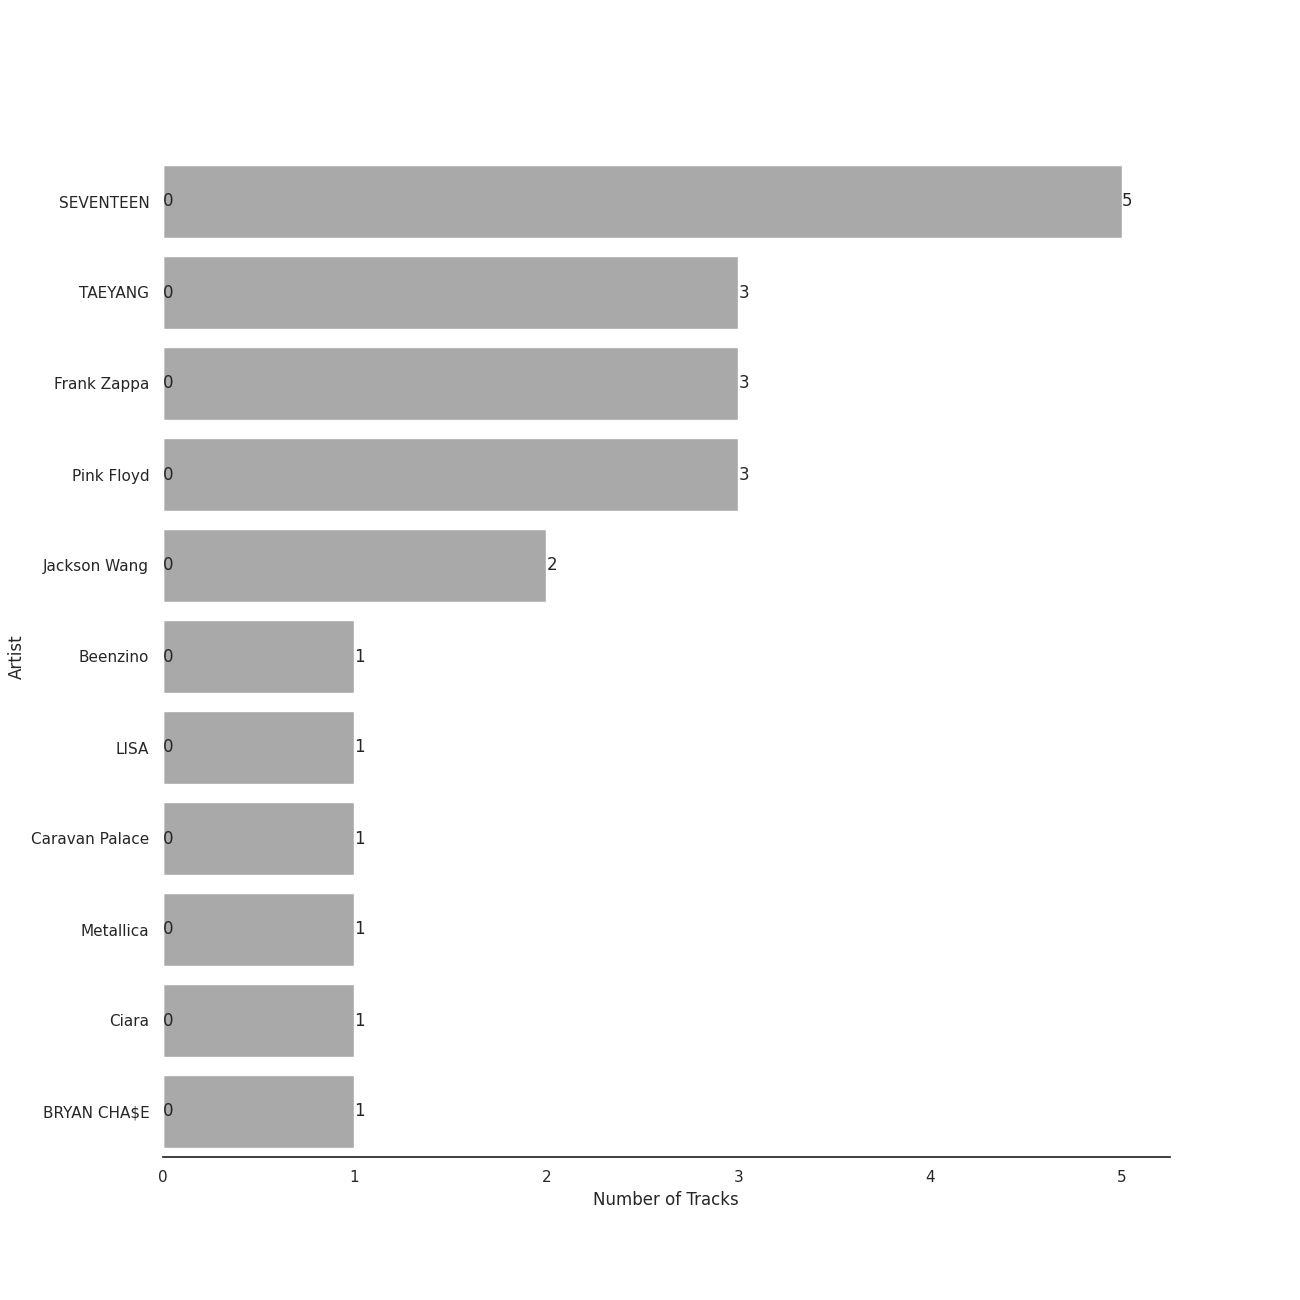 SEVENTEEN 0 5
TAEYANG 0 3
Frank Zappa 0 3
Pink Floyd 0 3
Jackson Wang 0 2
Artist
Beenzino 0 1
LISA 0 1
Caravan Palace 0 1
Metallica 0 1
Ciara 0 1
BRYAN CHA$E 0 1
0 1 2 3 4 5
Number of Tracks